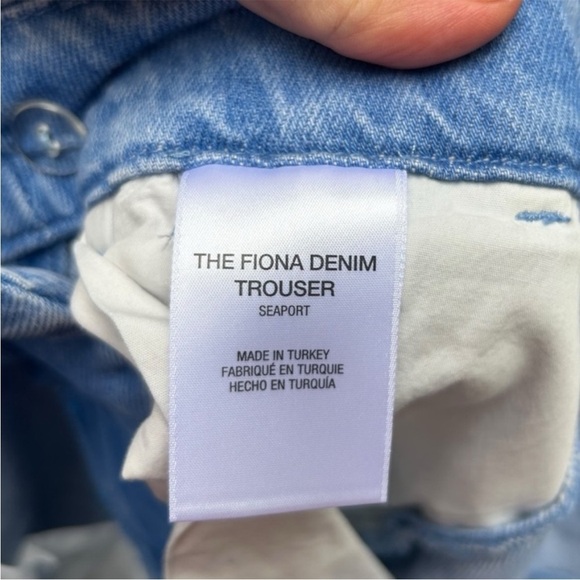 THE FIONA DENIM
TROUSER
SEAPORT
MADE IN TURKEY
FABRIQUÉ EN TURQUIE
HECHO EN TURQUÍA